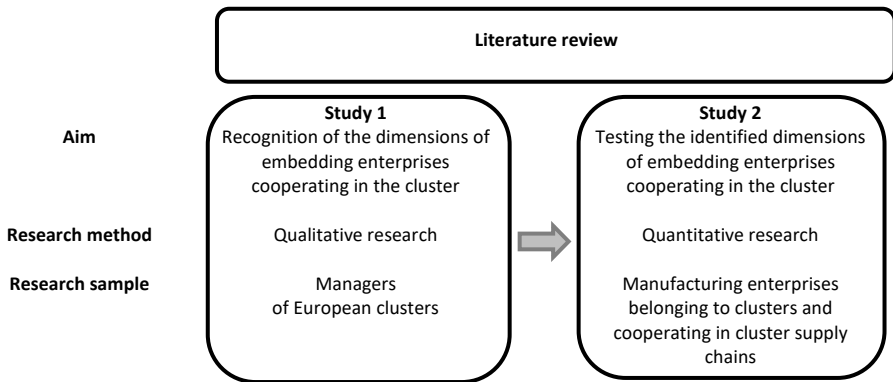 Literature review
Study 1
Study 2
Aim
Recognition of the dimensions of
embedding enterprises
cooperating in the cluster
Testing the identified dimensions
of embedding enterprises
cooperating in the cluster
Research method
Qualitative research
Quantitative research
Research sample
Managers
of European clusters
Manufacturing enterprises
belonging to clusters and
cooperating in cluster supply
chains